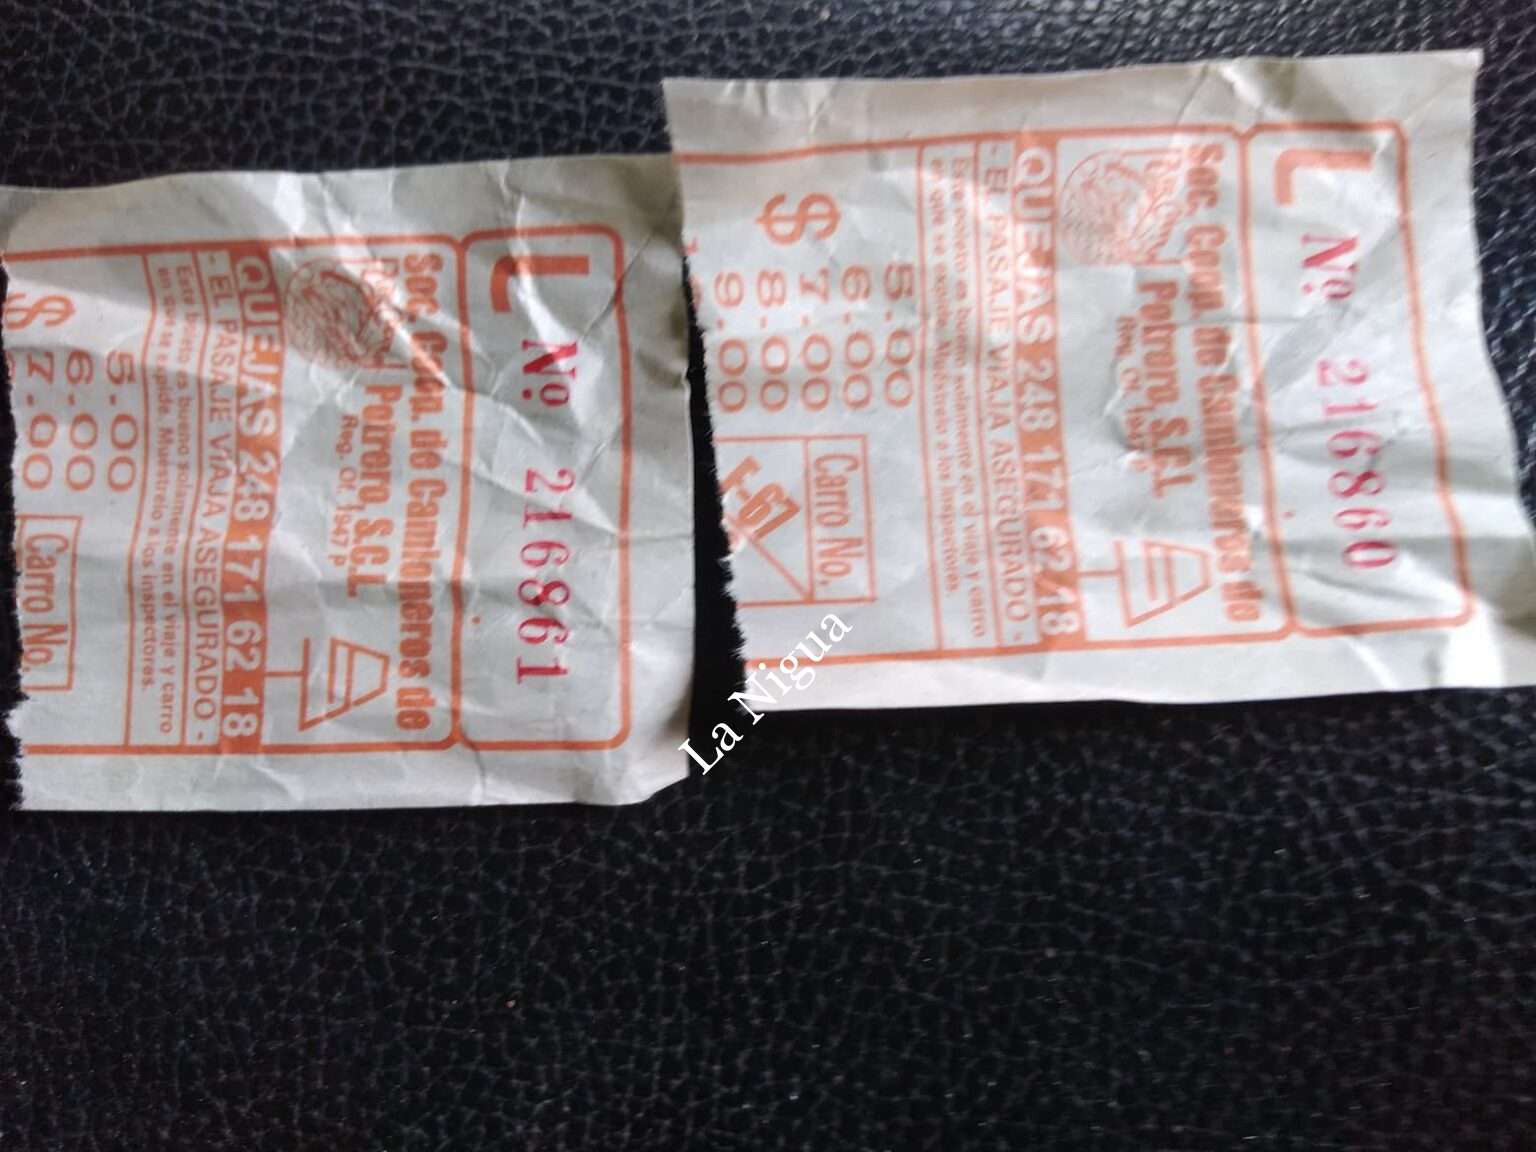 L
Nº 216861
Soc. Coop. de Camioneros de
Potrero, S.C.L.
Reg. Of. 1947 P
QUEJAS 248 171 62 18
- EL PASAJE VIAJA ASEGURADO -
Este boleto es bueno solamente en el viaje y carro
en que se expide. Muéstrelo a los inspectores.
$
5.00
6.00
7.00
Carro No.
L
Nº 216860
Soc. Coop. de Camioneros de
Potrero, S.C.L.
Reg. Of. 1947 P
QUEJAS 248 171 62 18
- EL PASAJE VIAJA ASEGURADO -
Este boleto es bueno solamente en el viaje y carro
en que se expide. Muéstrelo a los inspectores.
$
5.00
6.00
7.00
8.00
9.00
Carro No.
F-67
La Nigua